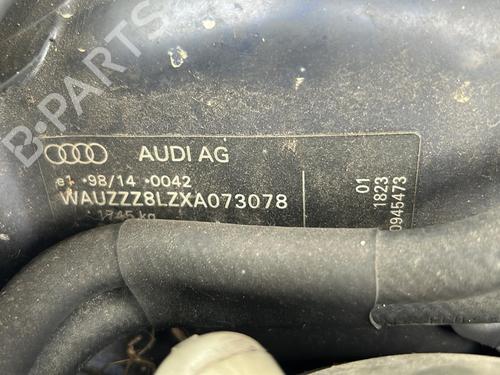 B-PARTS
AUDI AG
e1 *98/14 *0042
WAUZZZ8LZXA073078
1745 kg
01
1823
0945473